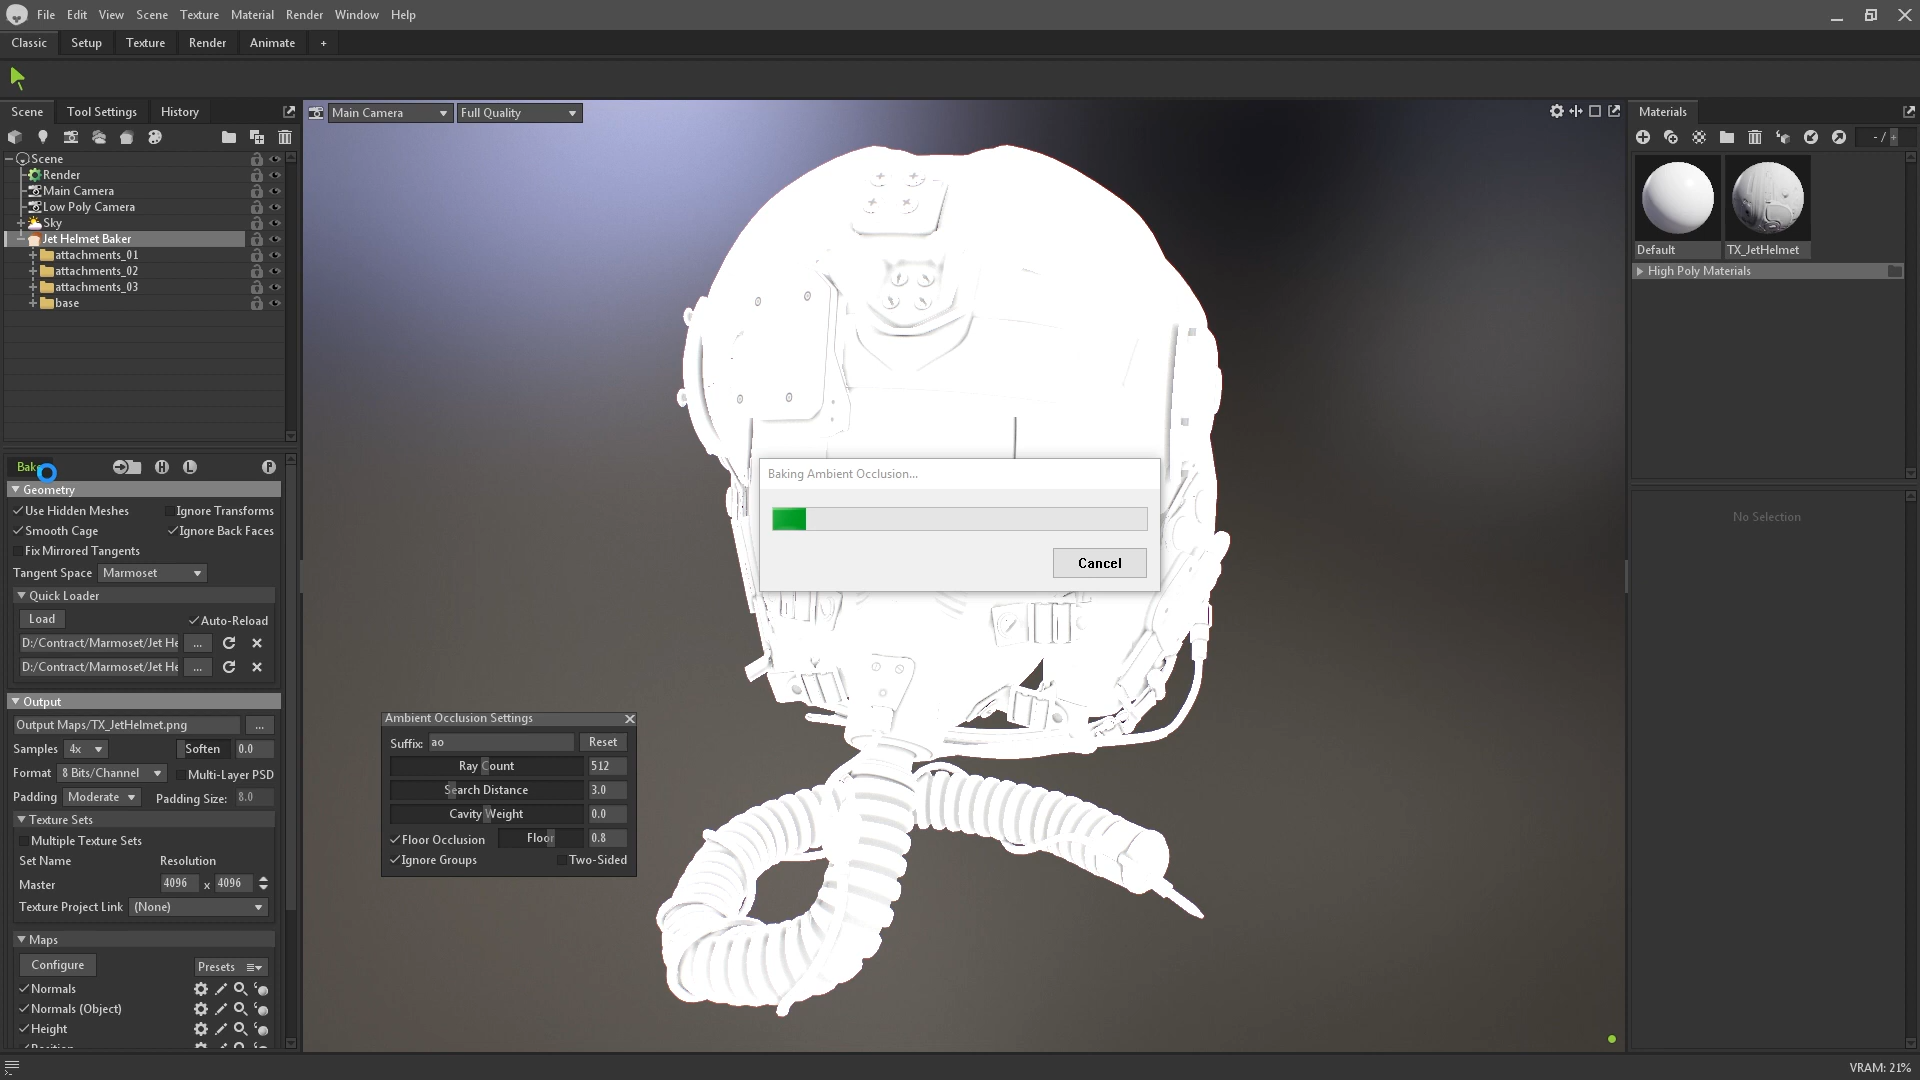 File Edit View Scene Texture Material Render Window Help
Classic Setup Texture Render Animate +
Scene Tool Settings History
Main Camera Full Quality
Materials
- / +
Scene
Render
Main Camera
Low Poly Camera
Sky
Jet Helmet Baker
attachments_01
attachments_02
attachments_03
base
Default TX_JetHelmet
High Poly Materials
No Selection
H L P
Geometry
Use Hidden Meshes Ignore Transforms
Smooth Cage Ignore Back Faces
Fix Mirrored Tangents
Tangent Space Marmoset
Quick Loader
Load Auto-Reload
D:/Contract/Marmoset/Jet He ...
D:/Contract/Marmoset/Jet He ...
Output
Output Maps/TX_JetHelmet.png ...
Samples 4x Soften 0.0
Format 8 Bits/Channel Multi-Layer PSD
Padding Moderate Padding Size: 8.0
Texture Sets
Multiple Texture Sets
Set Name Resolution
Master 4096 x 4096
Texture Project Link (None)
Maps
Configure Presets
Normals
Normals (Object)
Height
Baking Ambient Occlusion...
Cancel
Ambient Occlusion Settings
Suffix: ao Reset
Ray Count 512
Search Distance 3.0
Cavity Weight 0.0
Floor Occlusion Floor 0.8
Ignore Groups Two-Sided
VRAM: 21%